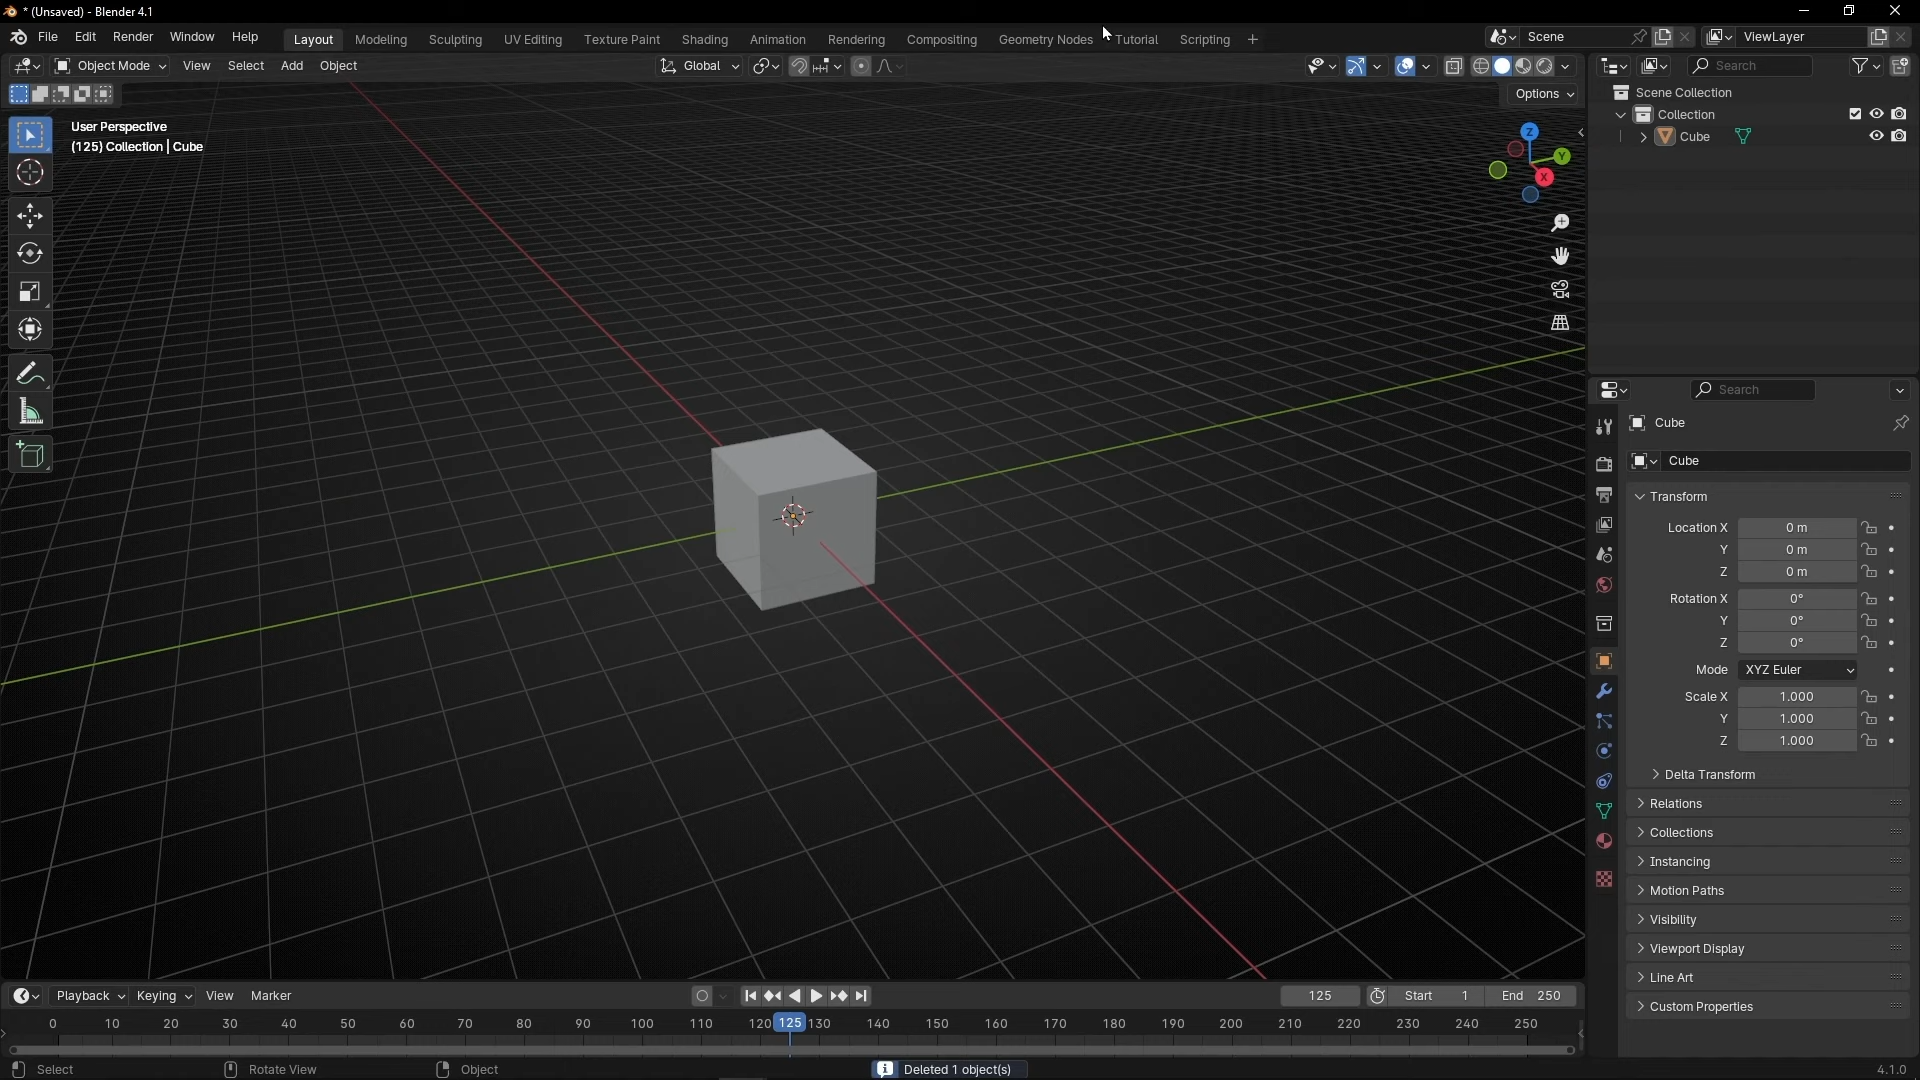 * (Unsaved) - Blender 4.1
File Edit Render Window Help Layout Modeling Sculpting UV Editing Texture Paint Shading Animation Rendering Compositing Geometry Nodes Tutorial Scripting + Scene ViewLayer
Object Mode View Select Add Object Global Search
Options
User Perspective
(125) Collection | Cube
Z
Y
X
Scene Collection
Collection
Cube
Search
Cube
Cube
Transform
Location X 0 m
Y 0 m
Z 0 m
Rotation X 0°
Y 0°
Z 0°
Mode XYZ Euler
Scale X 1.000
Y 1.000
Z 1.000
Delta Transform
Relations
Collections
Instancing
Motion Paths
Visibility
Viewport Display
Line Art
Custom Properties
Playback Keying View Marker 125 Start 1 End 250
0 10 20 30 40 50 60 70 80 90 100 110 120 125 130 140 150 160 170 180 190 200 210 220 230 240 250
Select Rotate View Object Deleted 1 object(s) 4.1.0